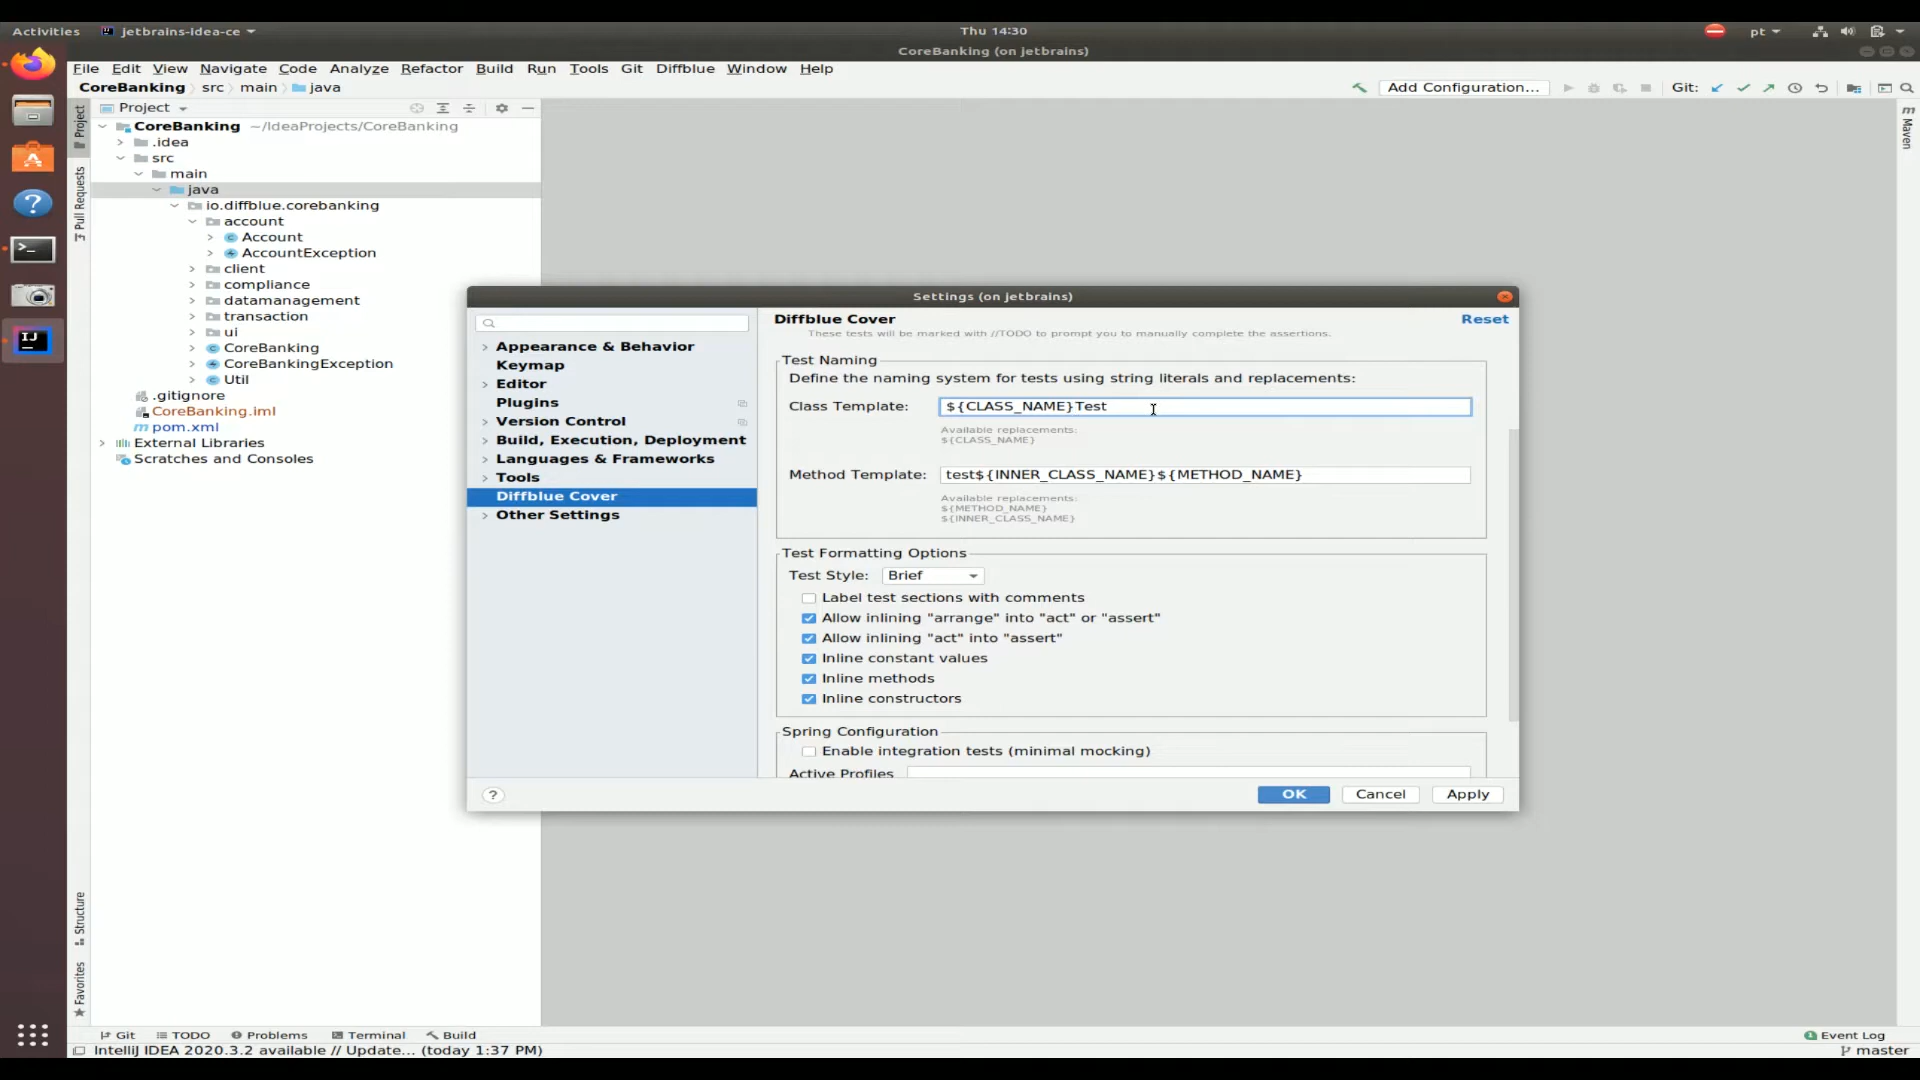 Activities jetbrains-idea-ce Thu 14:30 pt
CoreBanking (on jetbrains)
File Edit View Navigate Code Analyze Refactor Build Run Tools Git Diffblue Window Help
CoreBanking src main java Add Configuration... Git:
Project
CoreBanking ~/IdeaProjects/CoreBanking
.idea
src
main
java
io.diffblue.corebanking
account
Account
AccountException
client
compliance
datamanagement
transaction
ui
CoreBanking
CoreBankingException
Util
.gitignore
CoreBanking.iml
pom.xml
External Libraries
Scratches and Consoles
Project
Pull Requests
Structure
Favorites
Maven
Settings (on jetbrains)
Appearance & Behavior
Keymap
Editor
Plugins
Version Control
Build, Execution, Deployment
Languages & Frameworks
Tools
Diffblue Cover
Other Settings
Diffblue Cover Reset
These tests will be marked with //TODO to prompt you to manually complete the assertions.
Test Naming
Define the naming system for tests using string literals and replacements:
Class Template: ${CLASS_NAME}Test
Available replacements:
${CLASS_NAME}
Method Template: test${INNER_CLASS_NAME}${METHOD_NAME}
Available replacements:
${METHOD_NAME}
${INNER_CLASS_NAME}
Test Formatting Options
Test Style: Brief
Label test sections with comments
Allow inlining "arrange" into "act" or "assert"
Allow inlining "act" into "assert"
Inline constant values
Inline methods
Inline constructors
Spring Configuration
Enable integration tests (minimal mocking)
Active Profiles
? OK Cancel Apply
Git TODO Problems Terminal Build Event Log
IntelliJ IDEA 2020.3.2 available // Update... (today 1:37 PM) master